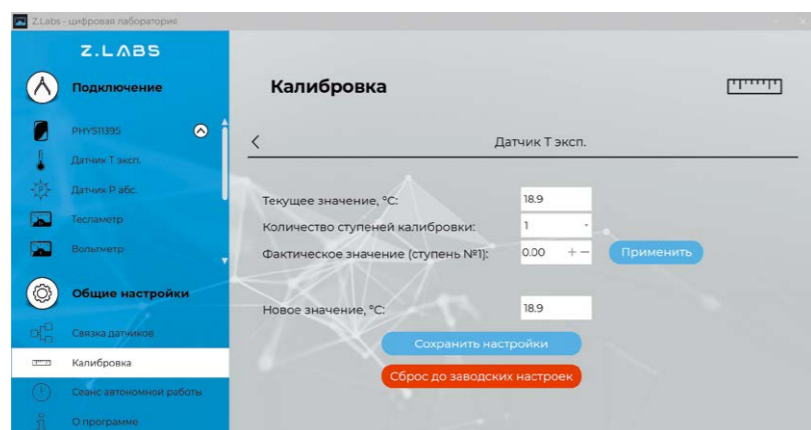 Z.Labs - цифровая лаборатория
Z.LABS
Подключение
PHYS11395
Датчик Т эксп.
Датчик Р абс.
Тесламетр
Вольтметр
Общие настройки
Связка датчиков
Калибровка
Сеанс автономной работы
О программе
Калибровка
Датчик Т эксп.
Текущее значение, °С: 18.9
Количество ступеней калибровки: 1
Фактическое значение (ступень №1): 0.00 + − Применить
Новое значение, °С: 18.9
Сохранить настройки
Сброс до заводских настроек